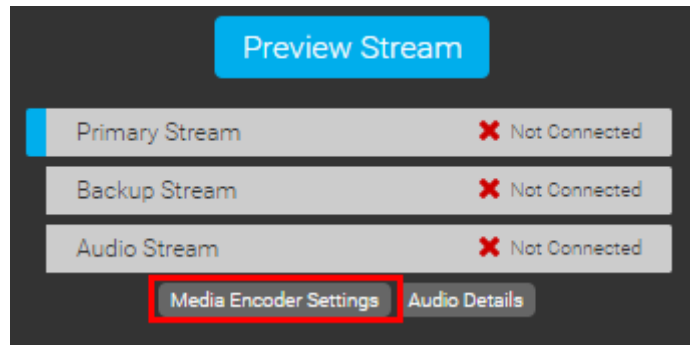 Preview Stream
Primary Stream Not Connected
Backup Stream Not Connected
Audio Stream Not Connected
Media Encoder Settings Audio Details